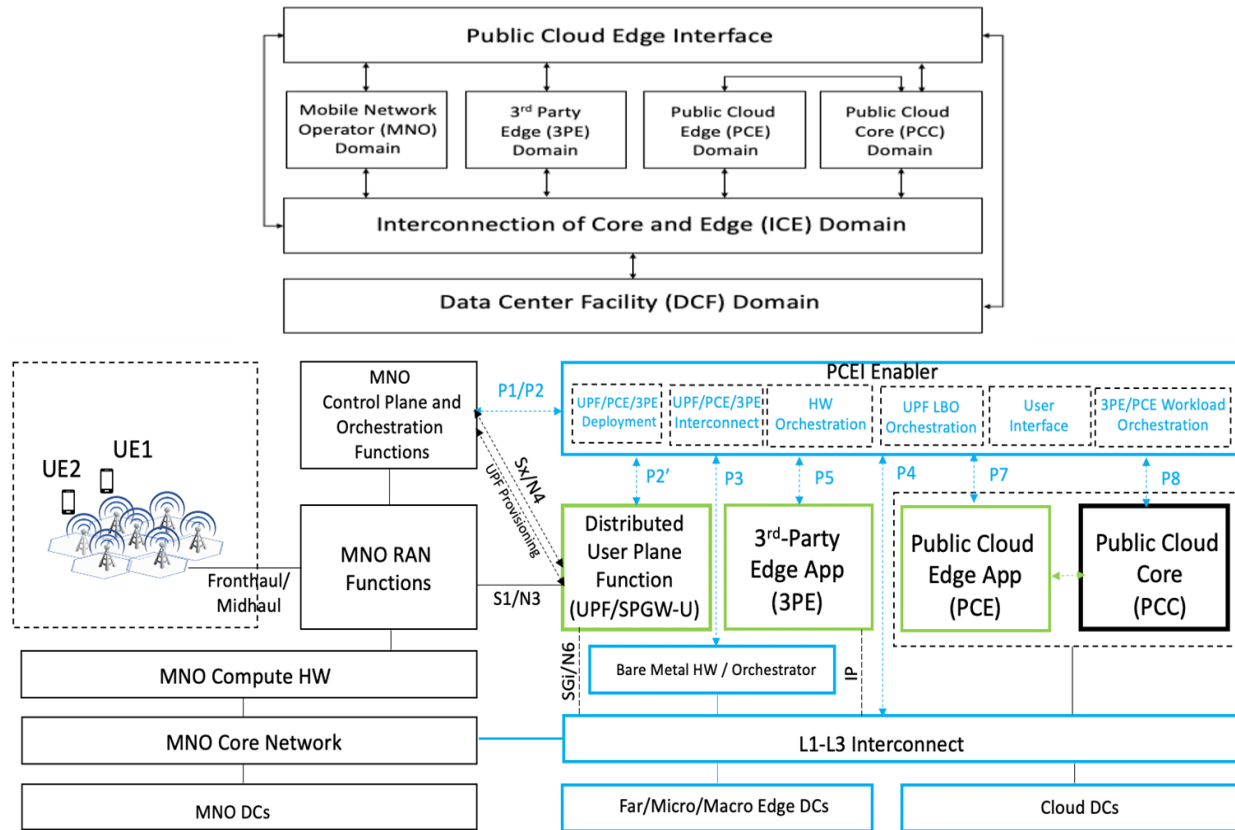 Public Cloud Edge Interface
Mobile Network
Operator (MNO)
Domain
3rd Party
Edge (3PE)
Domain
Public Cloud
Edge (PCE)
Domain
Public Cloud
Core (PCC)
Domain
Interconnection of Core and Edge (ICE) Domain
Data Center Facility (DCF) Domain
UE2
UE1
Fronthaul/
Midhaul
MNO
Control Plane and
Orchestration
Functions
MNO RAN
Functions
P1/P2
Sx/N4
UPF Provisioning
S1/N3
PCEI Enabler
UPF/PCE/3PE
Deployment
UPF/PCE/3PE
Interconnect
HW
Orchestration
UPF LBO
Orchestration
User
Interface
3PE/PCE Workload
Orchestration
P2’
P3
P5
P4
P7
P8
Distributed
User Plane
Function
(UPF/SPGW-U)
3rd-Party
Edge App
(3PE)
Public Cloud
Edge App
(PCE)
Public Cloud
Core
(PCC)
SGi/N6
Bare Metal HW / Orchestrator
IP
MNO Compute HW
MNO Core Network
L1-L3 Interconnect
MNO DCs
Far/Micro/Macro Edge DCs
Cloud DCs